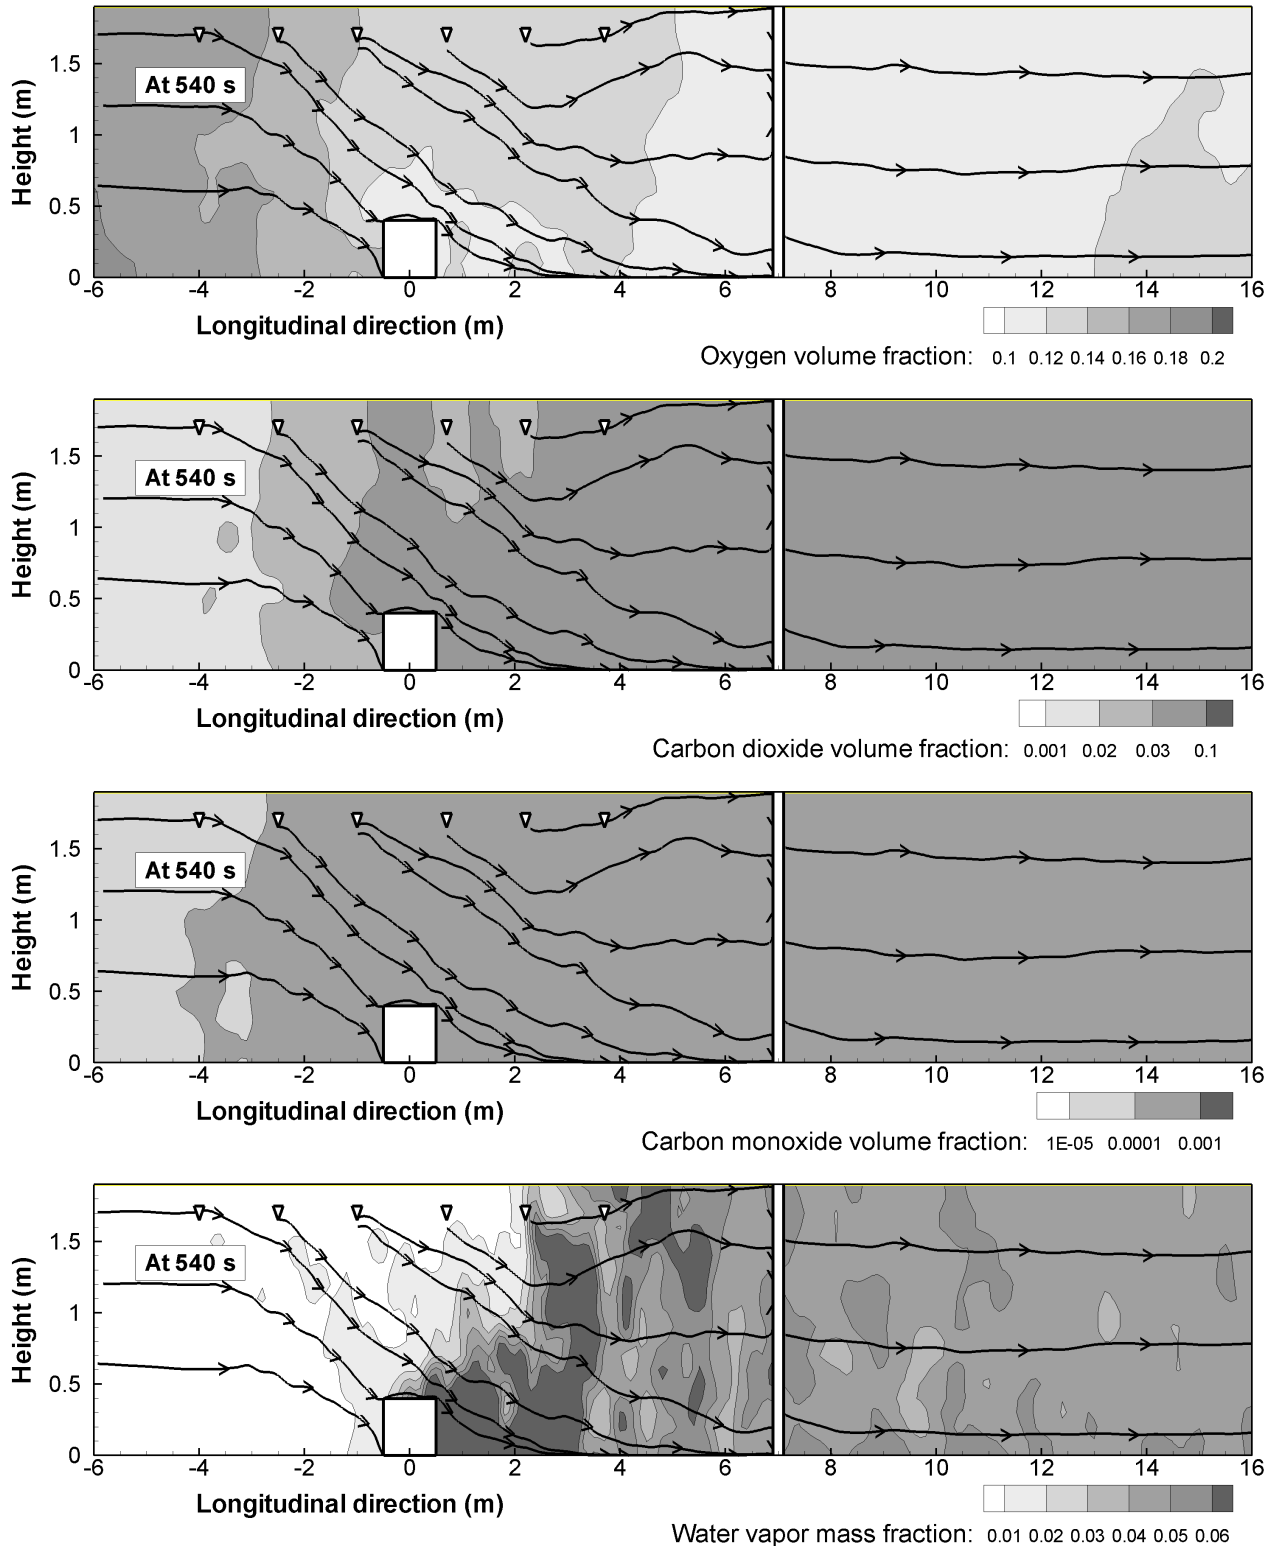 Height (m)
1.5
1
0.5
0
At 540 s
-6 -4 -2 0 2 4 6 8 10 12 14 16
Longitudinal direction (m)
Oxygen volume fraction: 0.1 0.12 0.14 0.16 0.18 0.2
Height (m)
1.5
1
0.5
0
At 540 s
-6 -4 -2 0 2 4 6 8 10 12 14 16
Longitudinal direction (m)
Carbon dioxide volume fraction: 0.001 0.02 0.03 0.1
Height (m)
1.5
1
0.5
0
At 540 s
-6 -4 -2 0 2 4 6 8 10 12 14 16
Longitudinal direction (m)
Carbon monoxide volume fraction: 1E-05 0.0001 0.001
Height (m)
1.5
1
0.5
0
At 540 s
-6 -4 -2 0 2 4 6 8 10 12 14 16
Longitudinal direction (m)
Water vapor mass fraction: 0.01 0.02 0.03 0.04 0.05 0.06